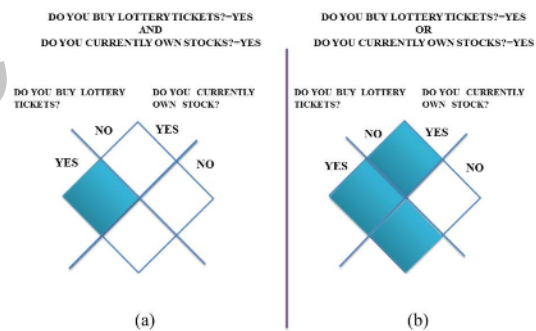 DO YOU BUY LOTTERY TICKETS?=YES
AND
DO YOU CURRENTLY OWN STOCKS?=YES
DO YOU BUY LOTTERY
TICKETS?
DO YOU CURRENTLY
OWN STOCK?
NO
YES
YES
NO
(a)
DO YOU BUY LOTTERY TICKETS?=YES
OR
DO YOU CURRENTLY OWN STOCKS?=YES
DO YOU BUY LOTTERY
TICKETS?
DO YOU CURRENTLY
OWN STOCK?
NO
YES
YES
NO
(b)